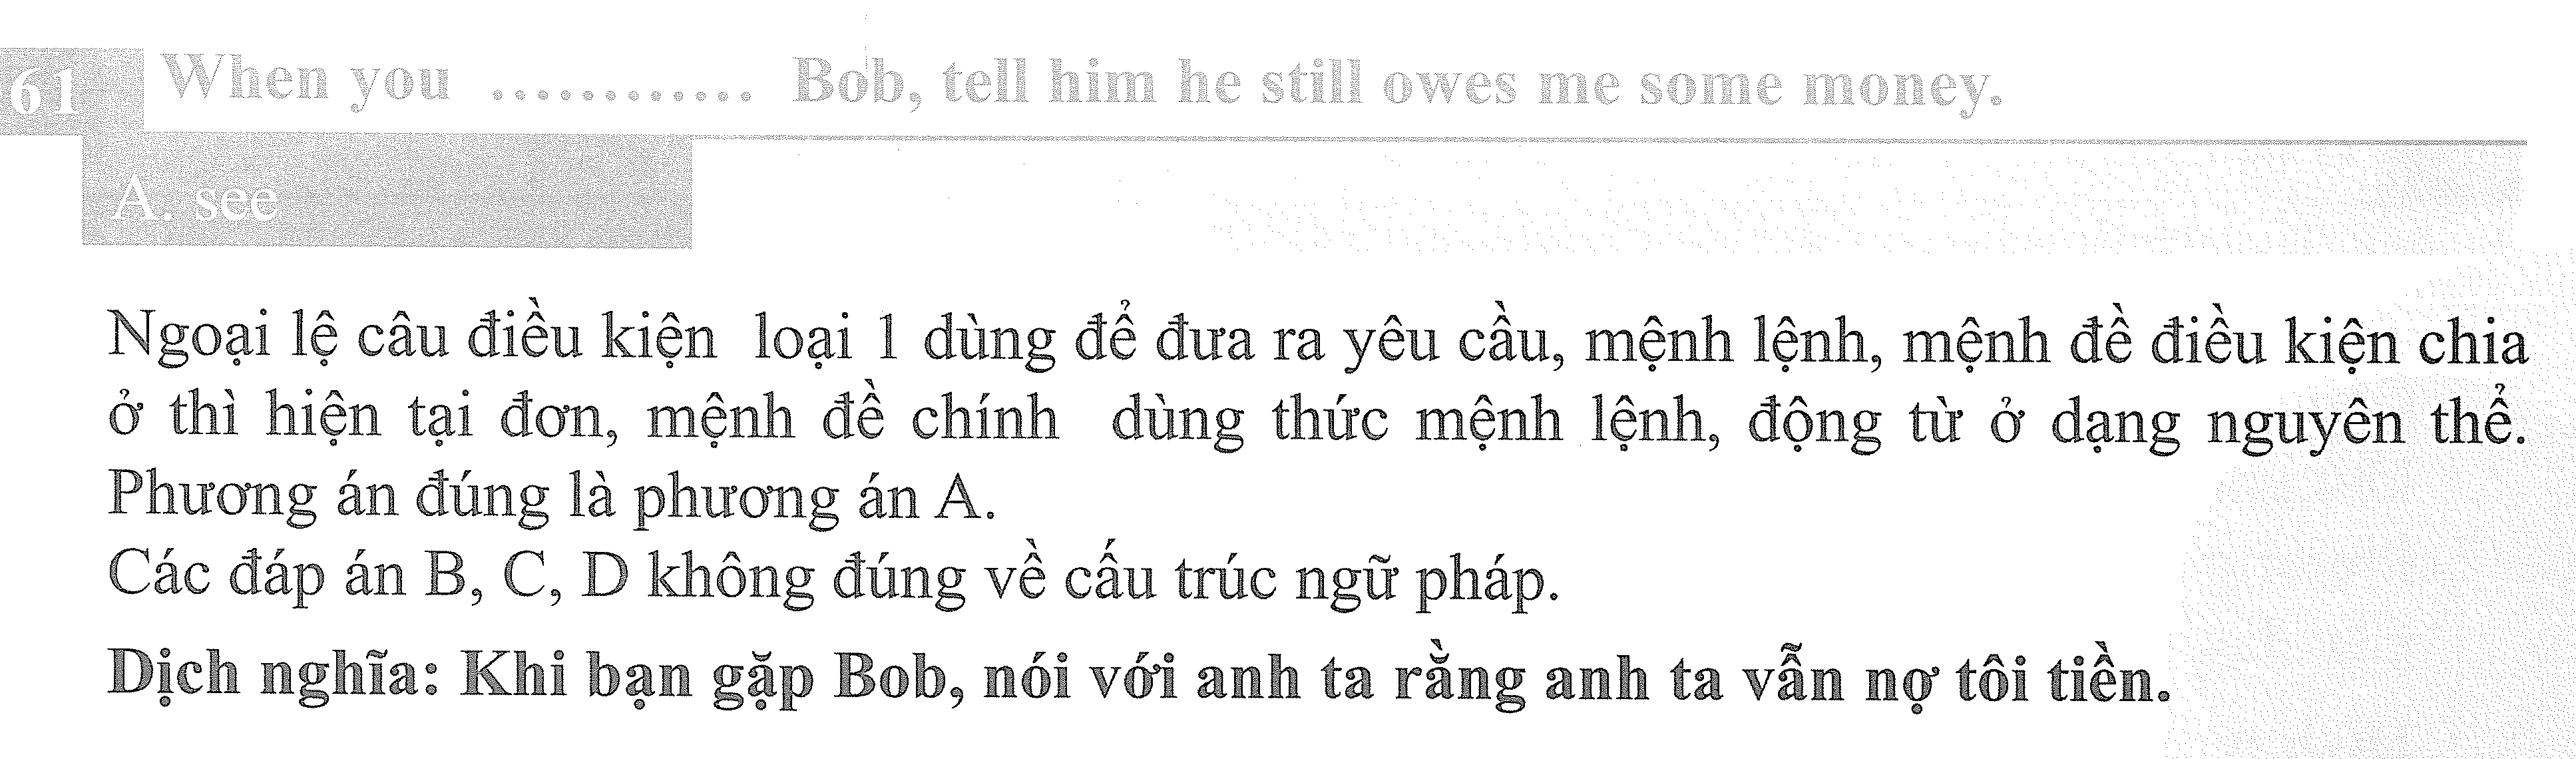 61 When you ............ Bob, tell him he still owes me some money.
A. see
Ngoại lệ câu điều kiện loại 1 dùng để đưa ra yêu cầu, mệnh lệnh, mệnh đề điều kiện chia
ở thì hiện tại đơn, mệnh đề chính dùng thức mệnh lệnh, động từ ở dạng nguyên thể.
Phương án đúng là phương án A.
Các đáp án B, C, D không đúng về cấu trúc ngữ pháp.
Dịch nghĩa: Khi bạn gặp Bob, nói với anh ta rằng anh ta vẫn nợ tôi tiền.